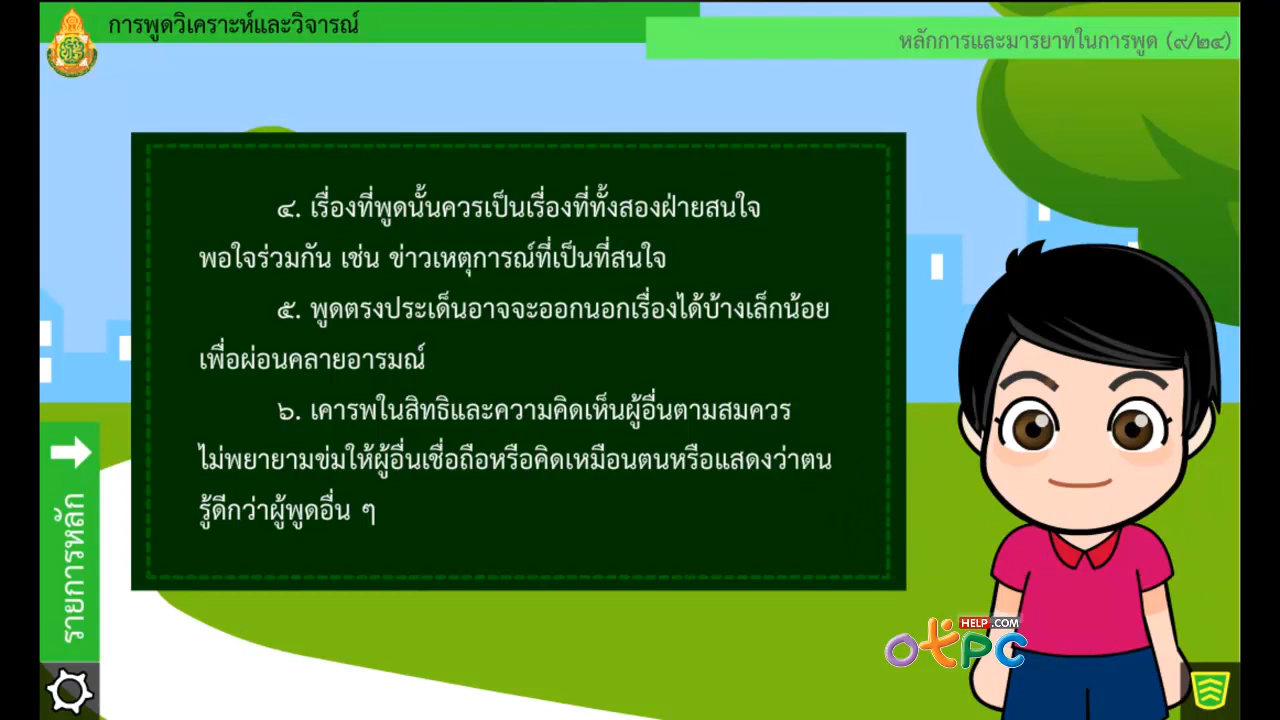 การพูดวิเคราะห์และวิจารณ์
หลักการและมารยาทในการพูด (๙/๒๔)
๔. เรื่องที่พูดนั้นควรเป็นเรื่องที่ทั้งสองฝ่ายสนใจ
พอใจร่วมกัน เช่น ข่าวเหตุการณ์ที่เป็นที่สนใจ
๕. พูดตรงประเด็นอาจจะออกนอกเรื่องได้บ้างเล็กน้อย
เพื่อผ่อนคลายอารมณ์
๖. เคารพในสิทธิและความคิดเห็นผู้อื่นตามสมควร
ไม่พยายามข่มให้ผู้อื่นเชื่อถือหรือคิดเหมือนตนหรือแสดงว่าตน
รู้ดีกว่าผู้พูดอื่น ๆ
รายการหลัก
HELP.COM
otpc